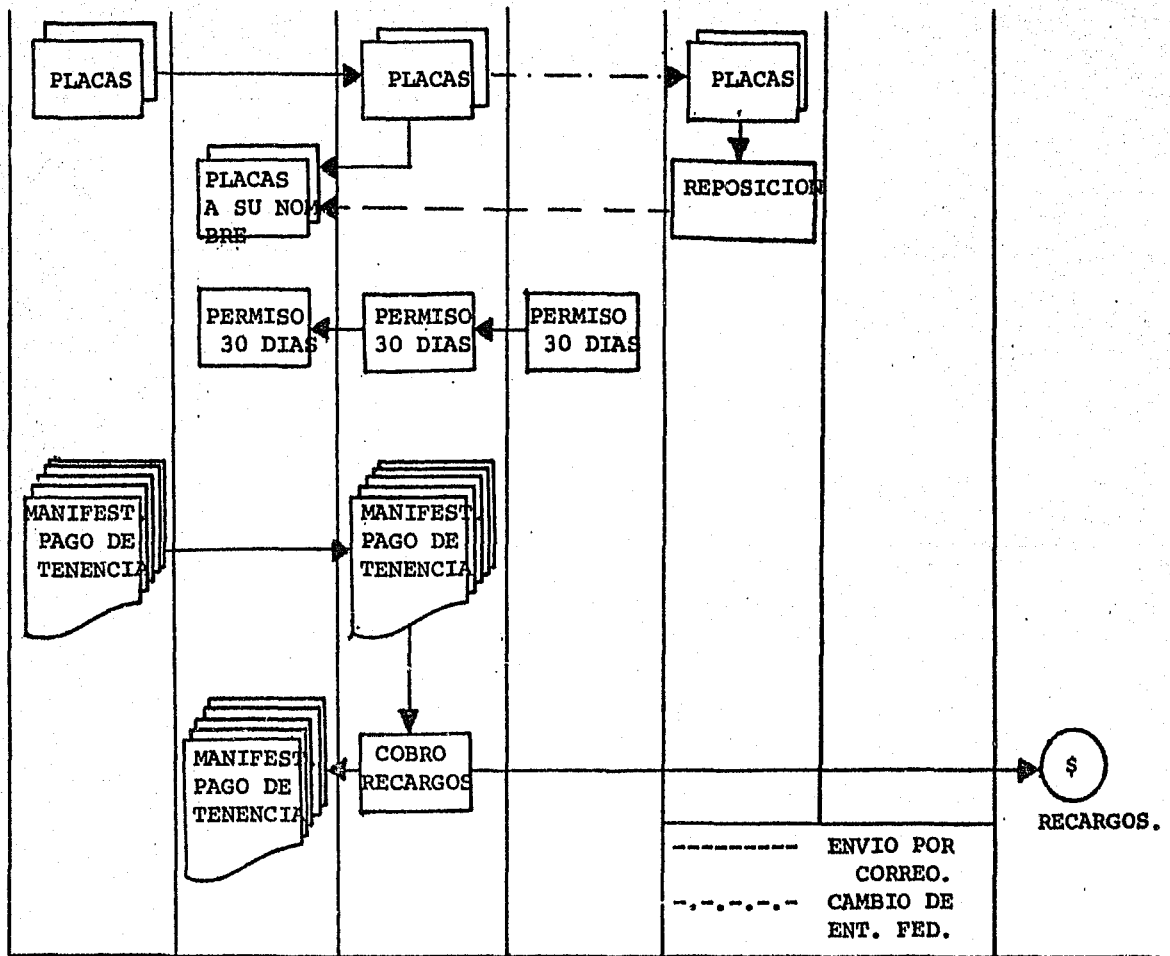 PLACAS
PLACAS
PLACAS
PLACAS
A SU NOM
BRE
REPOSICION
PERMISO
30 DIAS
PERMISO
30 DIAS
PERMISO
30 DIAS
MANIFEST.
PAGO DE
TENENCIA
MANIFEST.
PAGO DE
TENENCIA
MANIFEST
PAGO DE
TENENCIA
COBRO
RECARGOS
$
RECARGOS.
ENVIO POR
CORREO.
CAMBIO DE
ENT. FED.